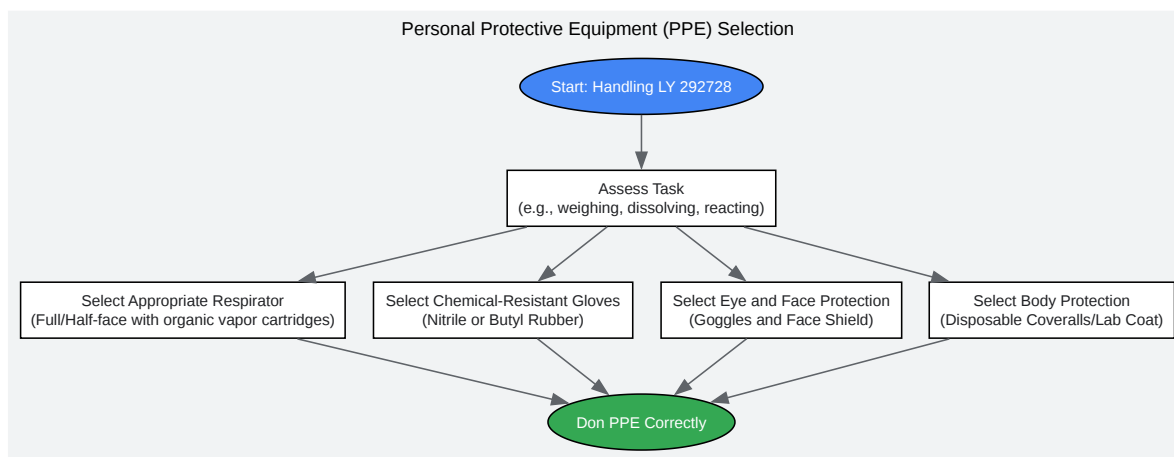 Personal Protective Equipment (PPE) Selection
Start: Handling LY 292728
Assess Task
(e.g., weighing, dissolving, reacting)
Select Appropriate Respirator
(Full/Half-face with organic vapor cartridges)
Select Chemical-Resistant Gloves
(Nitrile or Butyl Rubber)
Select Eye and Face Protection
(Goggles and Face Shield)
Select Body Protection
(Disposable Coveralls/Lab Coat)
Don PPE Correctly